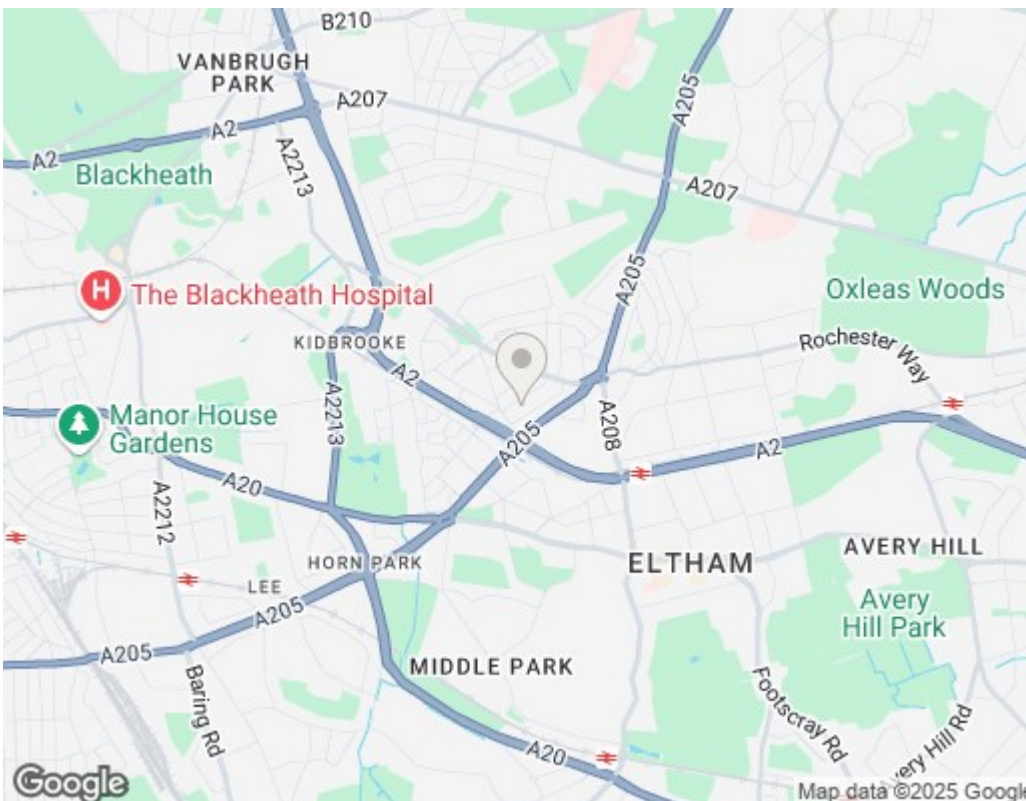 B210
VANBRUGH
PARK
A207
A205
A2
A2
A2213
Blackheath
A207
A205
H
The Blackheath Hospital
Oxleas Woods
KIDBROOKE
Rochester Way
A2
Manor House
Gardens
A2213
A205
A208
A2
A20
A2212
HORN PARK
ELTHAM
AVERY HILL
LEE
A205
Avery
Hill Park
A205
MIDDLE PARK
Baring Rd
Footscray Rd
Avery Hill Rd
A20
Google
Map data ©2025 Google